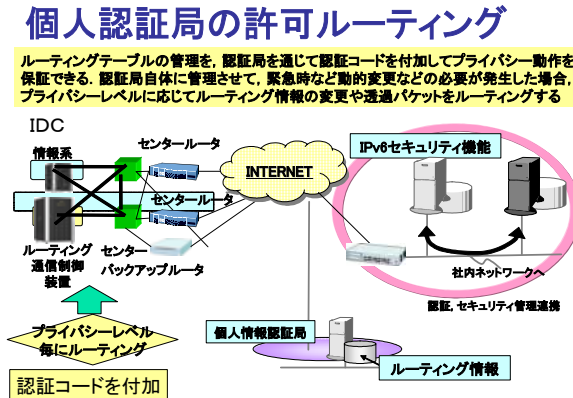 個人認証局の許可ルーティング
ルーティングテーブルの管理を，認証局を通じて認証コードを付加してプライバシー動作を
保証できる．認証局自体に管理させて，緊急時など動的変更などの必要が発生した場合，
プライバシーレベルに応じてルーティング情報の変更や透過パケットをルーティングする
IDC
情報系
センタールータ
INTERNET
IPv6セキュリティ機能
センタールータ
ルーティング
通信制御
装置
センター
バックアップルータ
社内ネットワークへ
認証，セキュリティ管理連携
プライバシーレベル
毎にルーティング
個人情報認証局
ルーティング情報
認証コードを付加